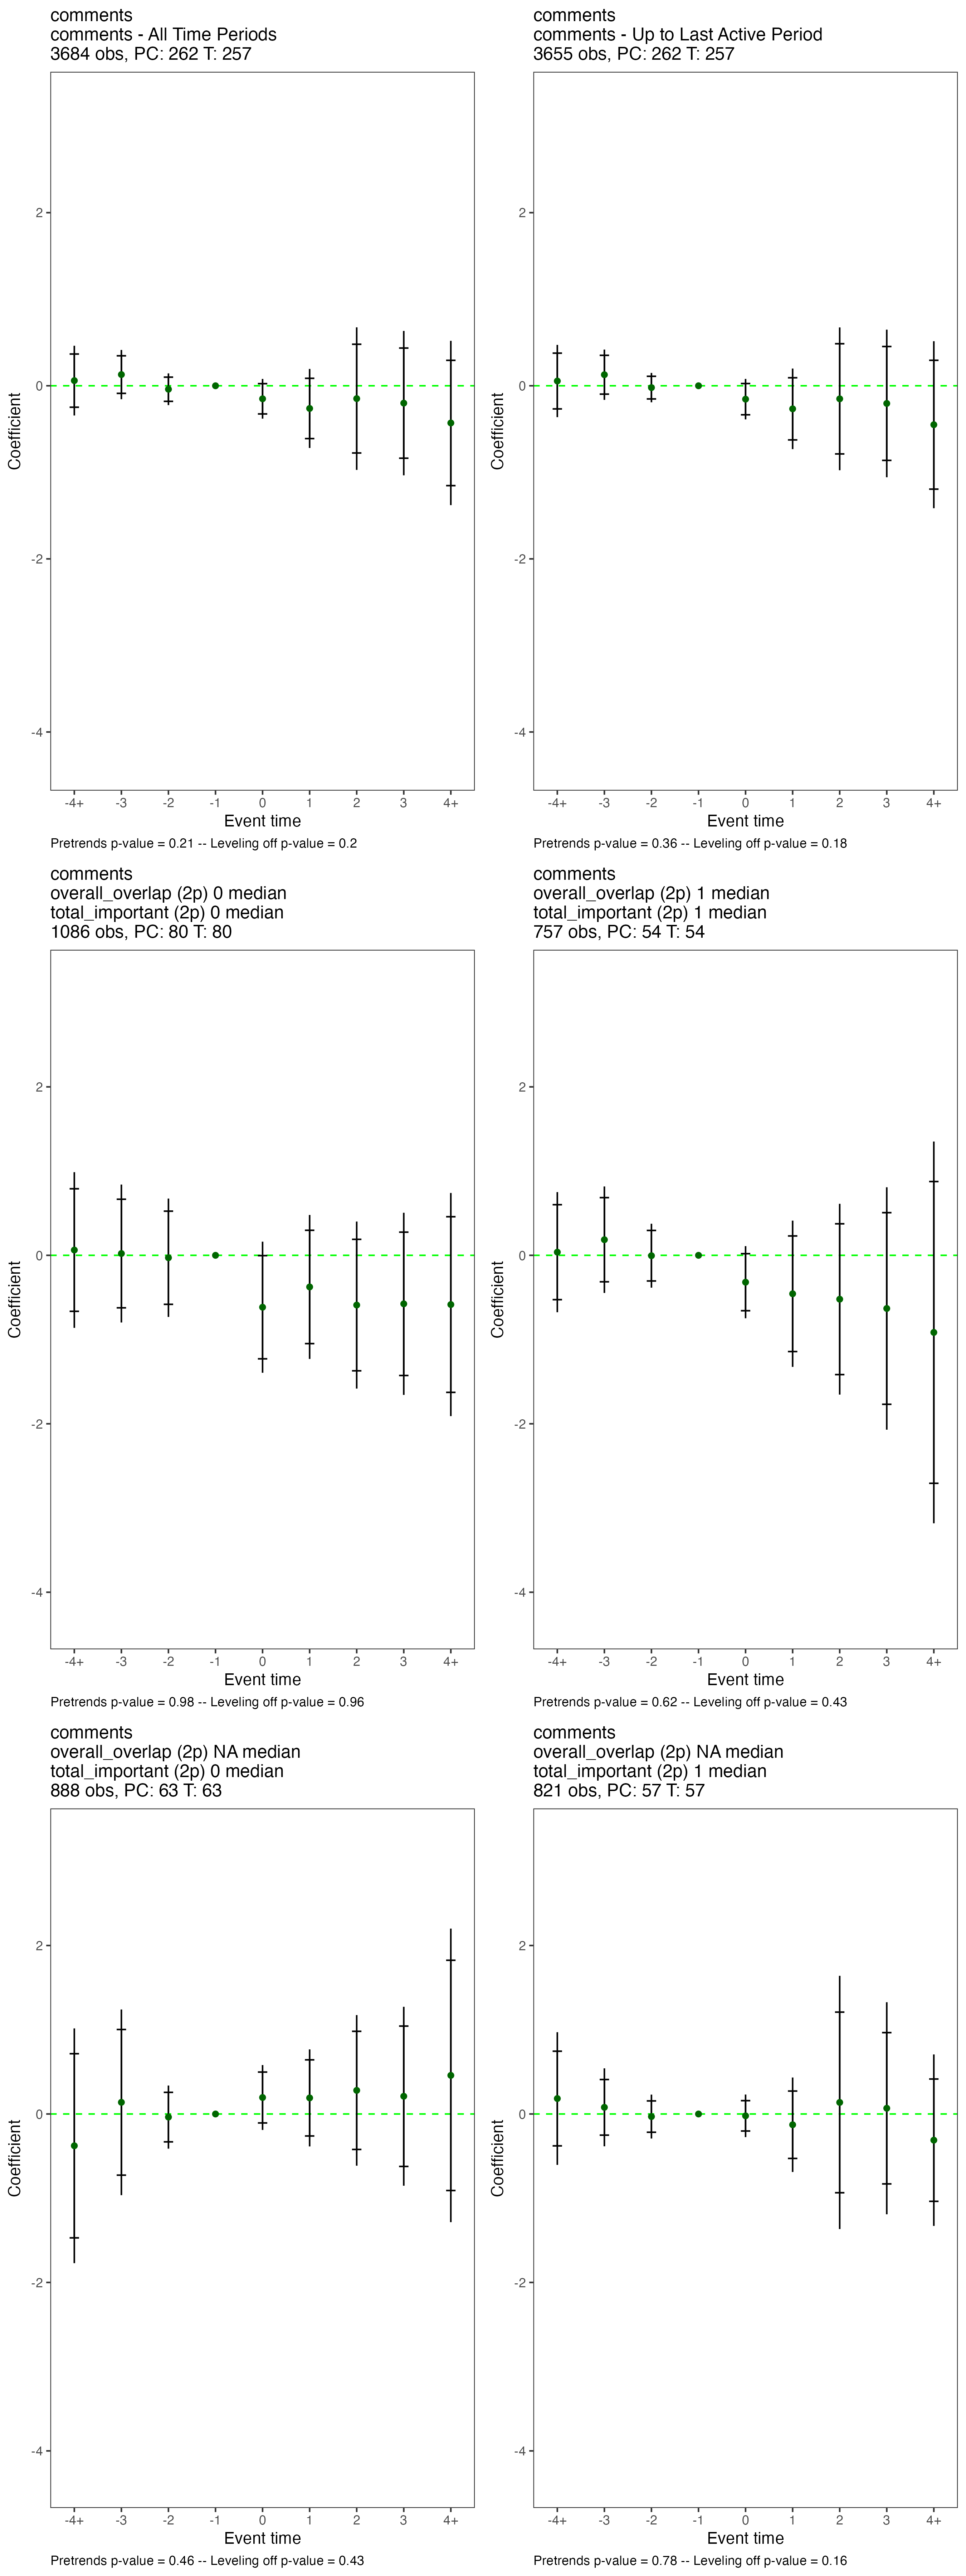 comments
comments - All Time Periods
3684 obs, PC: 262 T: 257
2
0
-2
-4
Coefficient
-4+ -3 -2 -1 0 1 2 3 4+
Event time
Pretrends p-value = 0.21 -- Leveling off p-value = 0.2
comments
comments - Up to Last Active Period
3655 obs, PC: 262 T: 257
2
0
-2
-4
Coefficient
-4+ -3 -2 -1 0 1 2 3 4+
Event time
Pretrends p-value = 0.36 -- Leveling off p-value = 0.18
comments
overall_overlap (2p) 0 median
total_important (2p) 0 median
1086 obs, PC: 80 T: 80
2
0
-2
-4
Coefficient
-4+ -3 -2 -1 0 1 2 3 4+
Event time
Pretrends p-value = 0.98 -- Leveling off p-value = 0.96
comments
overall_overlap (2p) 1 median
total_important (2p) 1 median
757 obs, PC: 54 T: 54
2
0
-2
-4
Coefficient
-4+ -3 -2 -1 0 1 2 3 4+
Event time
Pretrends p-value = 0.62 -- Leveling off p-value = 0.43
comments
overall_overlap (2p) NA median
total_important (2p) 0 median
888 obs, PC: 63 T: 63
2
0
-2
-4
Coefficient
-4+ -3 -2 -1 0 1 2 3 4+
Event time
Pretrends p-value = 0.46 -- Leveling off p-value = 0.43
comments
overall_overlap (2p) NA median
total_important (2p) 1 median
821 obs, PC: 57 T: 57
2
0
-2
-4
Coefficient
-4+ -3 -2 -1 0 1 2 3 4+
Event time
Pretrends p-value = 0.78 -- Leveling off p-value = 0.16